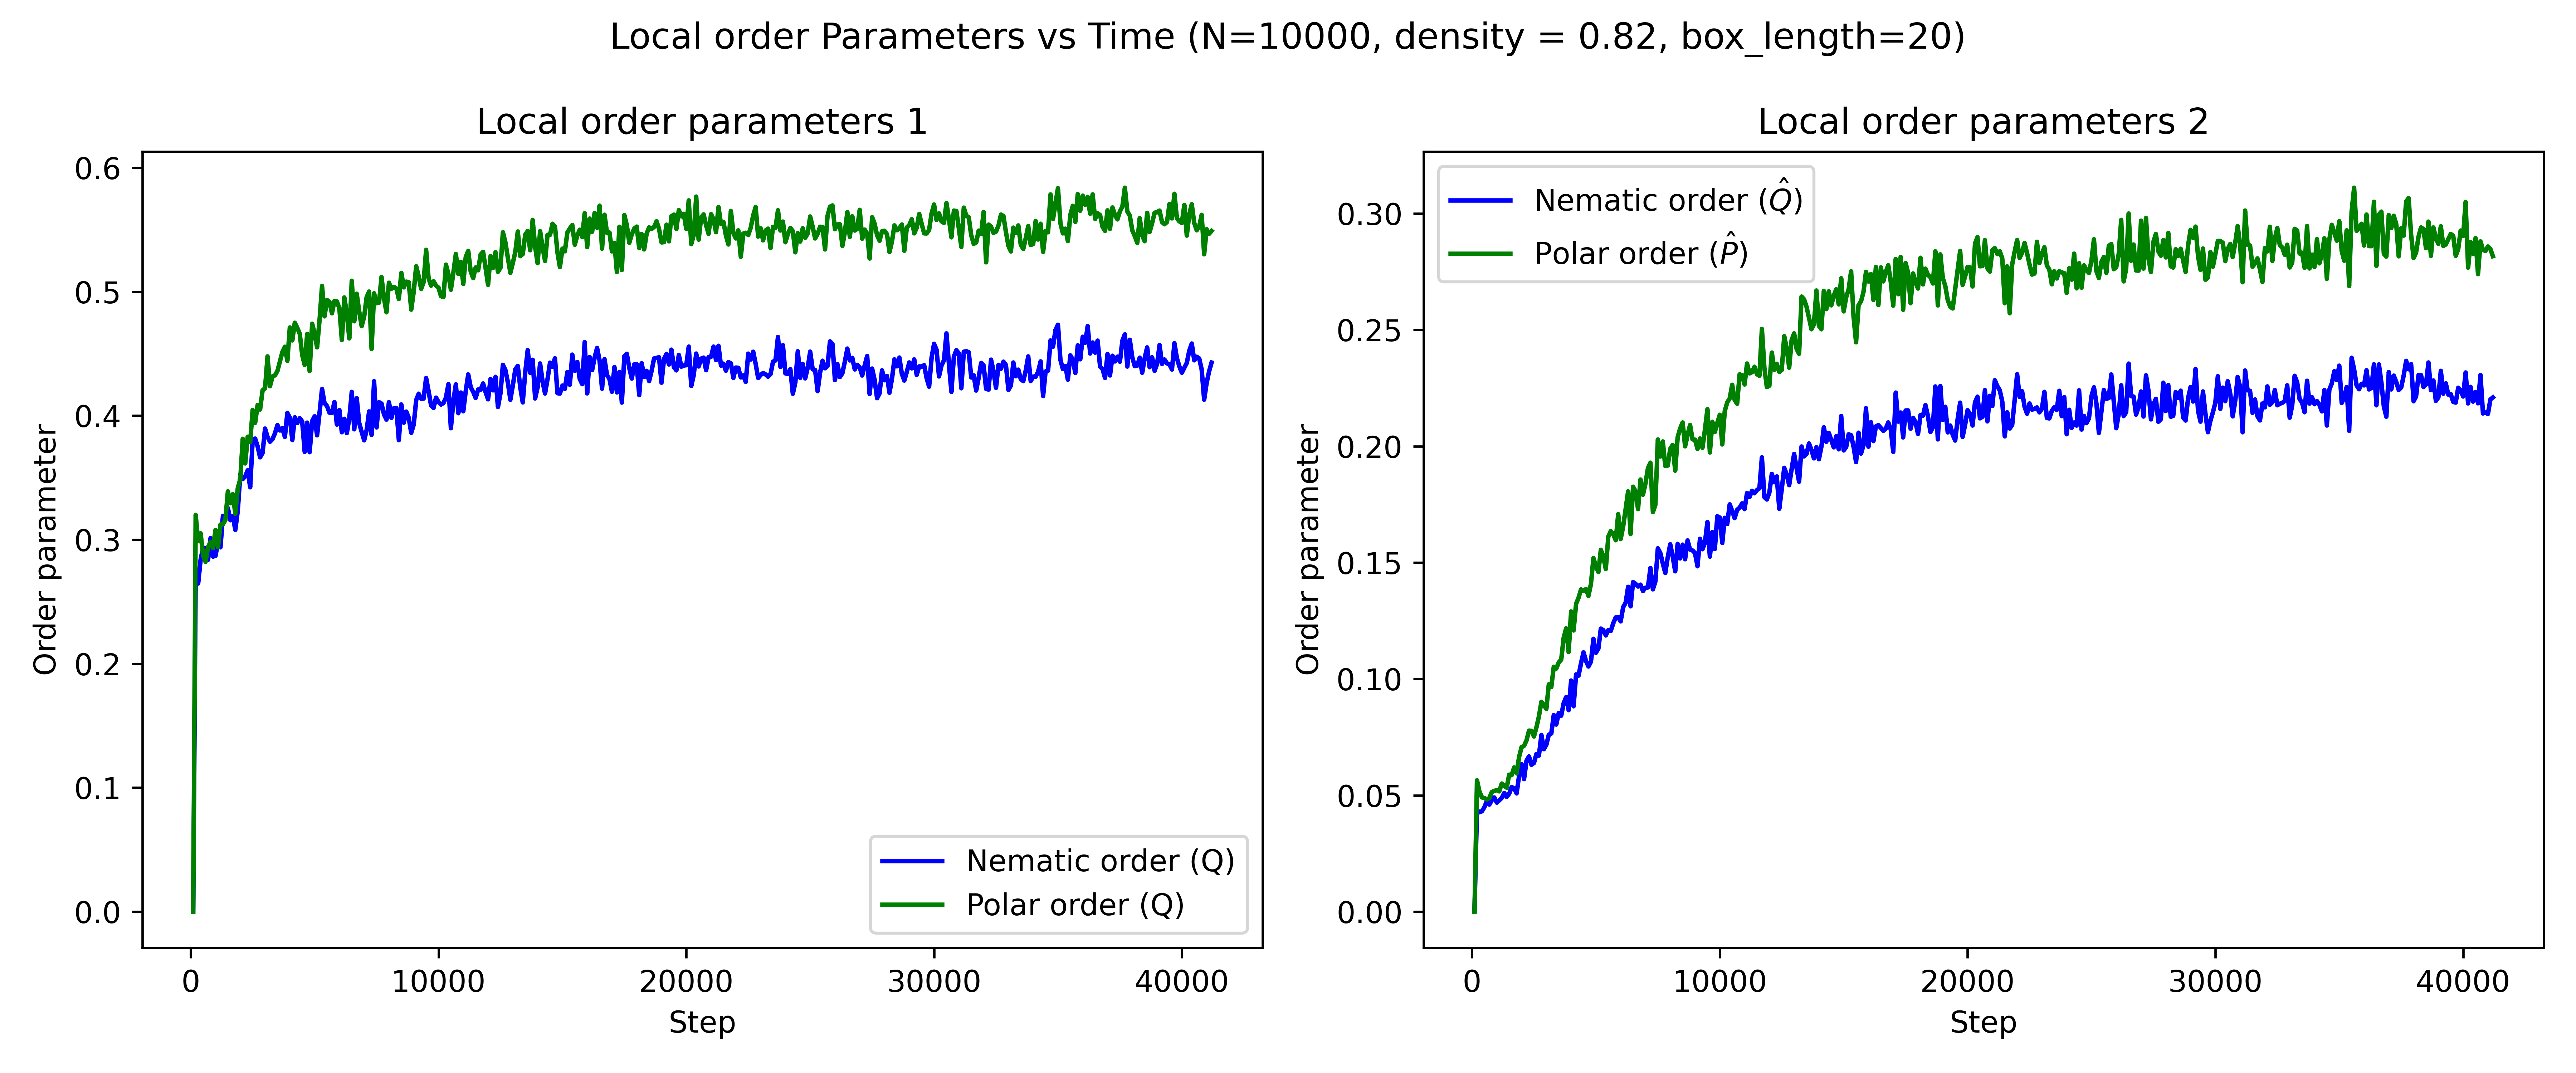 Local order Parameters vs Time (N=10000, density = 0.82, box_length=20)
Local order parameters 1
0.6
0.5
0.4
0.3
0.2
0.1
0.0
Order parameter
Nematic order (Q)
Polar order (Q)
0
10000
20000
30000
40000
Step
Local order parameters 2
Nematic order (Q̂)
Polar order (P̂)
0.30
0.25
0.20
0.15
0.10
0.05
0.00
Order parameter
0
10000
20000
30000
40000
Step